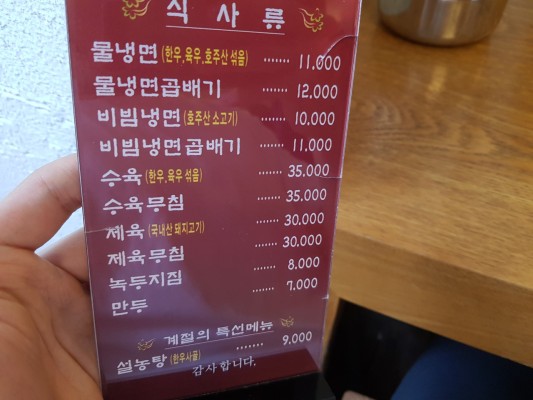 식 사 류
물냉면 (한우, 육우, 호주산 섞음) ······· 11,000
물냉면곱배기 ······ 12,000
비빔냉면 (호주산 소고기) ······ 10,000
비빔냉면곱배기 ······ 11,000
수육 (한우, 육우 섞음) ······ 35,000
수육무침 ······ 35,000
제육 (국내산 돼지고기) ······ 30,000
제육무침 ······ 30,000
녹두지짐 ······ 8,000
만두 ······ 7,000
계절의 특선메뉴
설농탕 (한우사골) ······· 9,000
감사합니다.